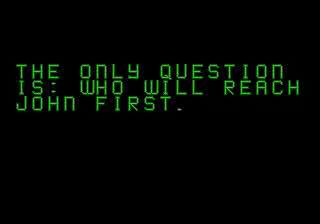 THE ONLY QUESTION
IS: WHO WILL REACH
JOHN FIRST.